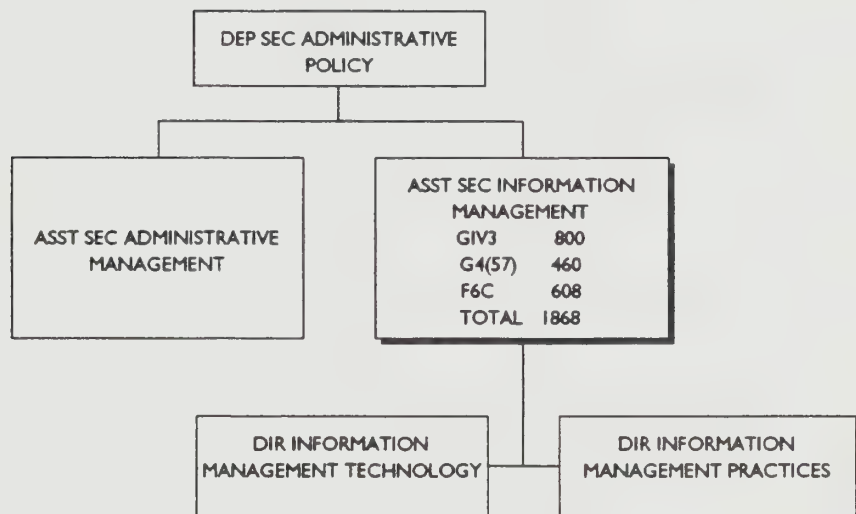 DEP SEC ADMINISTRATIVE
POLICY
ASST SEC ADMINISTRATIVE
MANAGEMENT
ASST SEC INFORMATION
MANAGEMENT
GIV3 800
G4(57) 460
F6C 608
TOTAL 1868
DIR INFORMATION
MANAGEMENT TECHNOLOGY
DIR INFORMATION
MANAGEMENT PRACTICES